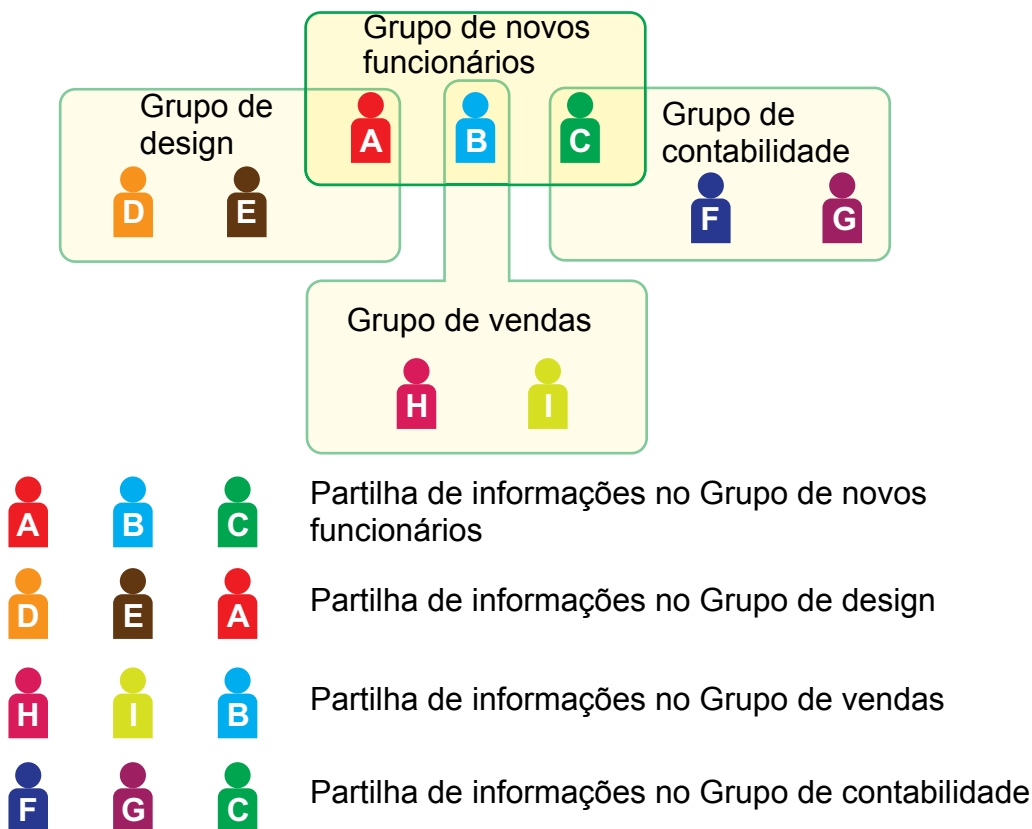 Grupo de novos
funcionários
A
B
C
Grupo de
design
D
E
Grupo de
contabilidade
F
G
Grupo de vendas
H
I
A B C Partilha de informações no Grupo de novos
funcionários
D E A Partilha de informações no Grupo de design
H I B Partilha de informações no Grupo de vendas
F G C Partilha de informações no Grupo de contabilidade